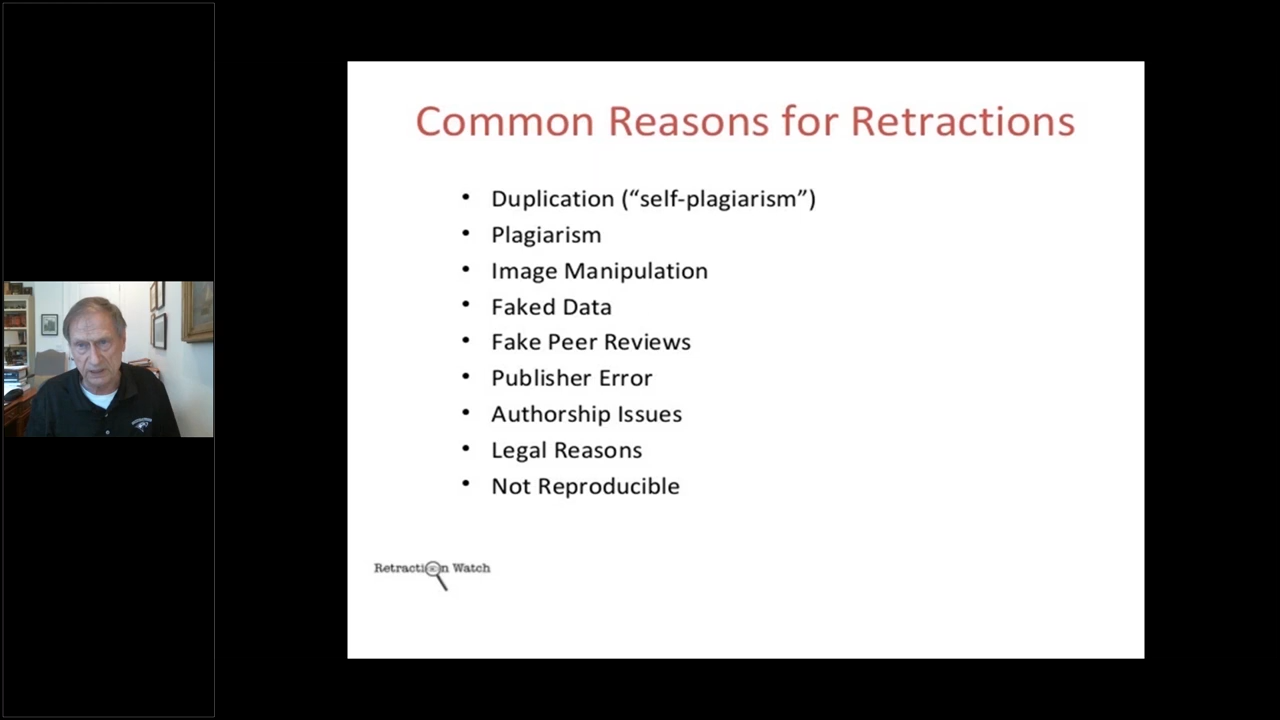 Common Reasons for Retractions
• Duplication (“self-plagiarism”)
• Plagiarism
• Image Manipulation
• Faked Data
• Fake Peer Reviews
• Publisher Error
• Authorship Issues
• Legal Reasons
• Not Reproducible
Retraction Watch